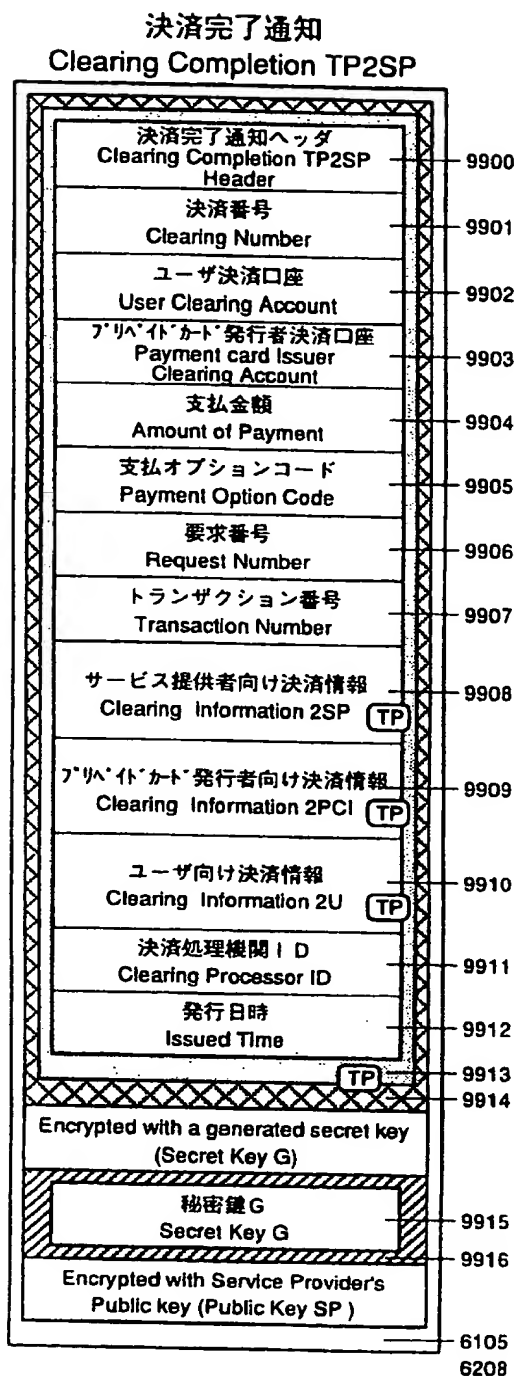 決済完了通知
Clearing Completion TP2SP
決済完了通知ヘッダ
Clearing Completion TP2SP
Header
9900
決済番号
Clearing Number
9901
ユーザ決済口座
User Clearing Account
9902
プリペイドカード発行者決済口座
Payment card Issuer
Clearing Account
9903
支払金額
Amount of Payment
9904
支払オプションコード
Payment Option Code
9905
要求番号
Request Number
9906
トランザクション番号
Transaction Number
9907
サービス提供者向け決済情報
Clearing Information 2SP
TP
9908
プリペイドカード発行者向け決済情報
Clearing Information 2PCI
TP
9909
ユーザ向け決済情報
Clearing Information 2U
TP
9910
決済処理機関ID
Clearing Processor ID
9911
発行日時
Issued Time
9912
TP
9913
9914
Encrypted with a generated secret key
(Secret Key G)
秘密鍵G
Secret Key G
9915
9916
Encrypted with Service Provider's
Public key (Public Key SP )
6105
6208